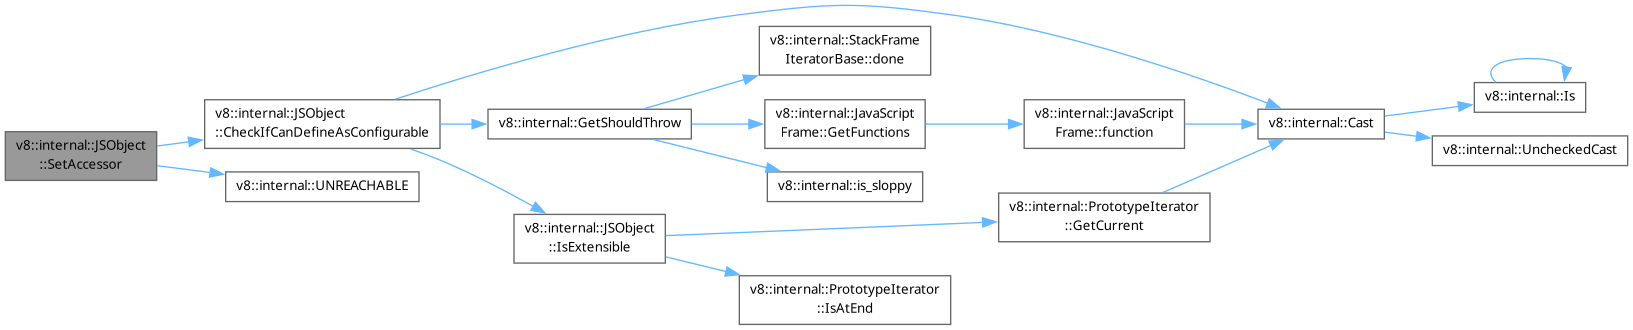 v8::internal::JSObject
::SetAccessor
v8::internal::JSObject
::CheckIfCanDefineAsConfigurable
v8::internal::UNREACHABLE
v8::internal::GetShouldThrow
v8::internal::JSObject
::IsExtensible
v8::internal::StackFrame
IteratorBase::done
v8::internal::JavaScript
Frame::GetFunctions
v8::internal::is_sloppy
v8::internal::PrototypeIterator
::IsAtEnd
v8::internal::JavaScript
Frame::function
v8::internal::PrototypeIterator
::GetCurrent
v8::internal::Cast
v8::internal::Is
v8::internal::UncheckedCast